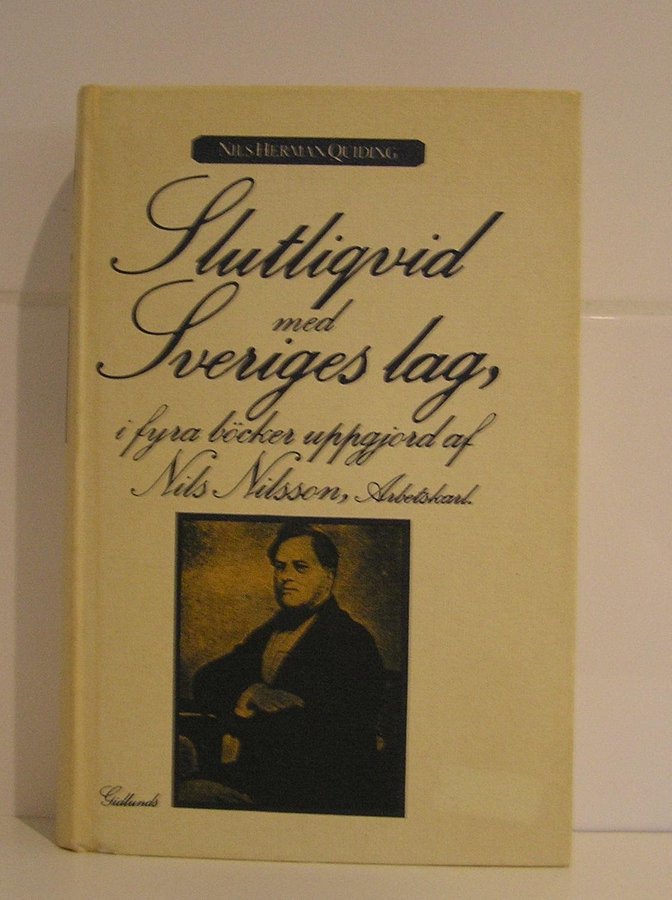 NILS HERMAN QUIDING
Slutliqvid
med
Sveriges lag,
i fyra böcker uppgjord af
Nils Nilsson, Arbetskarl.
Gidlunds